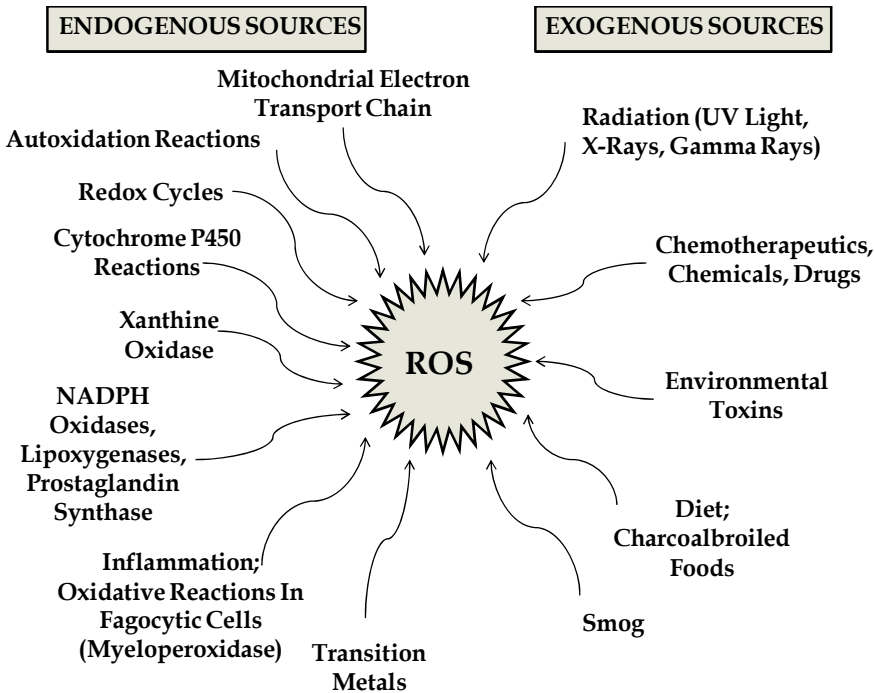 ENDOGENOUS SOURCES
EXOGENOUS SOURCES
Mitochondrial Electron
Transport Chain
Autoxidation Reactions
Redox Cycles
Cytochrome P450
Reactions
Xanthine
Oxidase
NADPH
Oxidases,
Lipoxygenases,
Prostaglandin
Synthase
Inflammation;
Oxidative Reactions In
Fagocytic Cells
(Myeloperoxidase)
Transition
Metals
ROS
Radiation (UV Light,
X-Rays, Gamma Rays)
Chemotherapeutics,
Chemicals, Drugs
Environmental
Toxins
Diet;
Charcoalbroiled
Foods
Smog